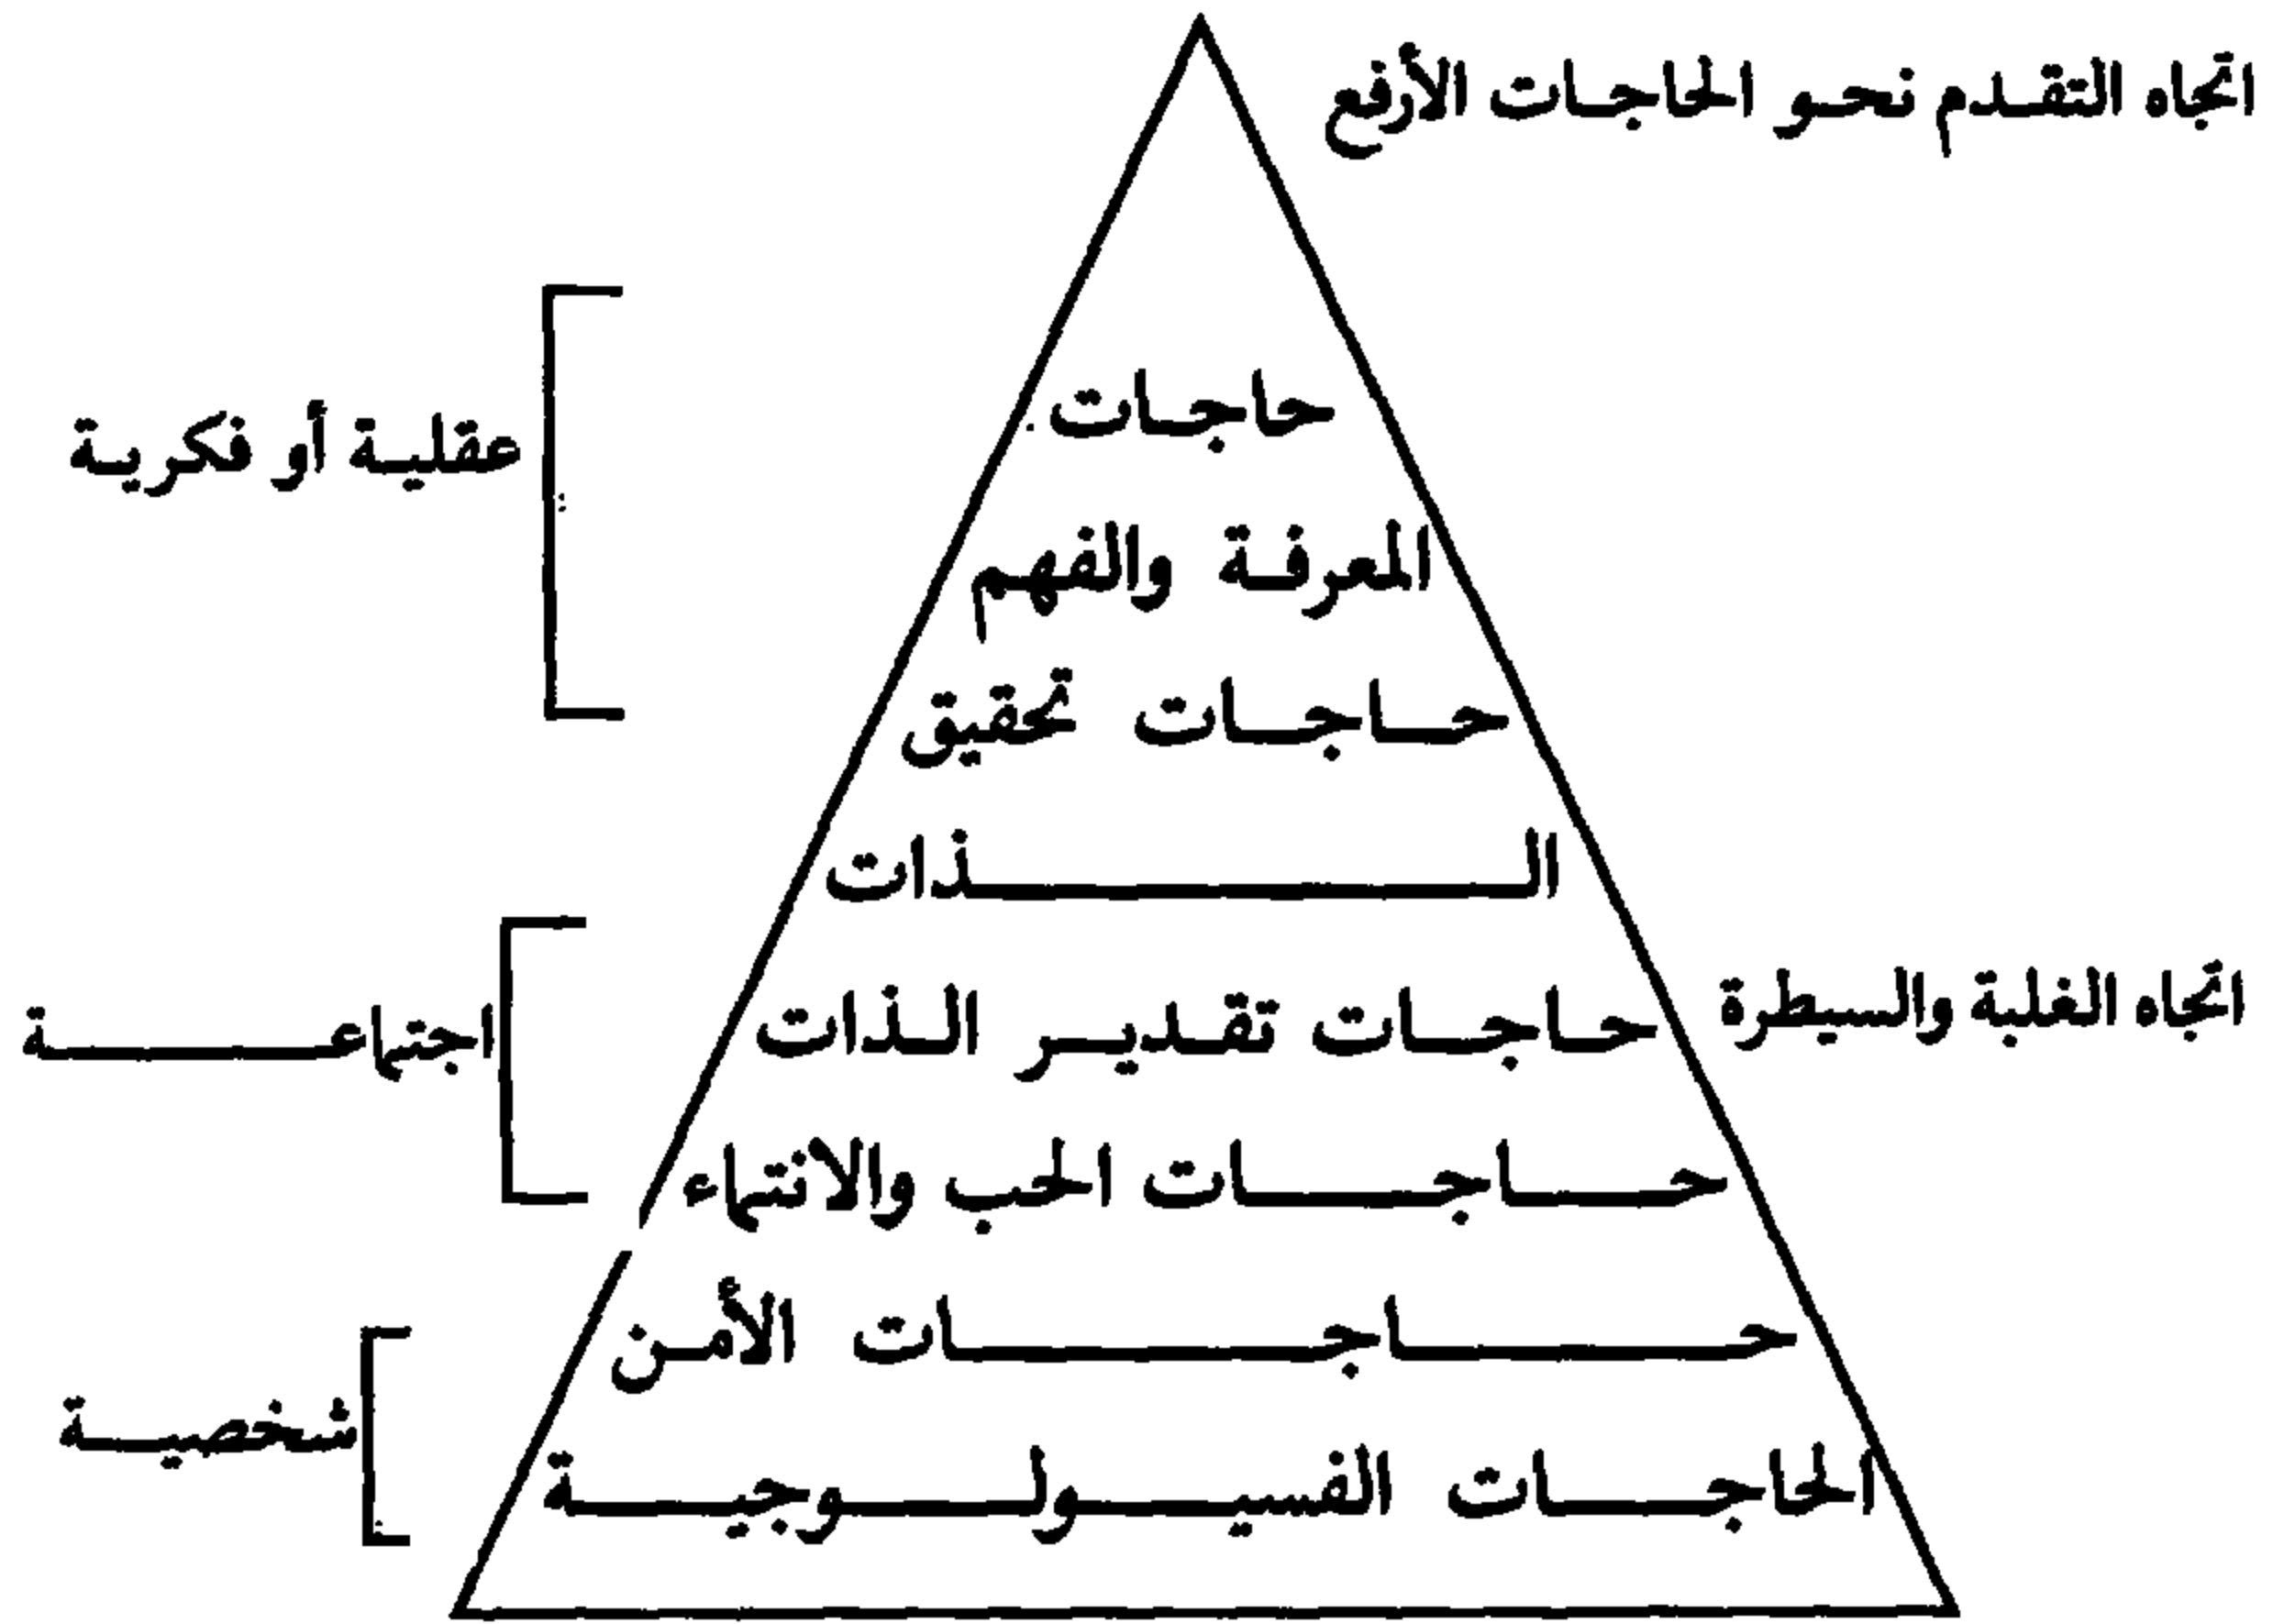 اتجاه التقدم نحو الحاجات الأرفع
حاجات
عقلية أو فكرية
المعرفة والفهم
حاجات تحقيق
الذات
اتجاه الغلبة والسيطرة
حاجات تقدير الذات
اجتماعة
حاجات الحب والانتماء
حاجات الأمن
شخصية
الحاجات الفسيولوجية